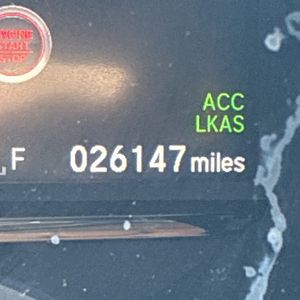 ENGINE
START
STOP
ACC
LKAS
F 026147 miles